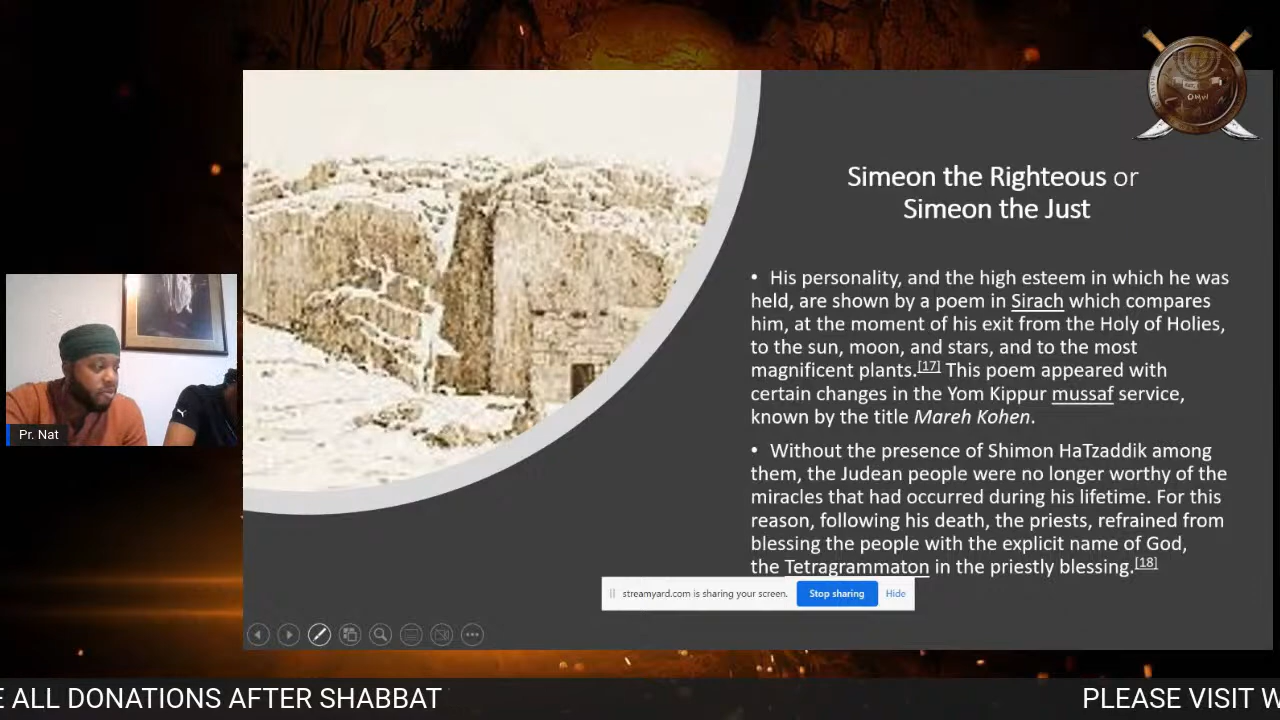 OMW
Simeon the Righteous or
Simeon the Just
• His personality, and the high esteem in which he was
held, are shown by a poem in Sirach which compares
him, at the moment of his exit from the Holy of Holies,
to the sun, moon, and stars, and to the most
magnificent plants.[17] This poem appeared with
certain changes in the Yom Kippur mussaf service,
known by the title Mareh Kohen.
• Without the presence of Shimon HaTzaddik among
them, the Judean people were no longer worthy of the
miracles that had occurred during his lifetime. For this
reason, following his death, the priests, refrained from
blessing the people with the explicit name of God,
the Tetragrammaton in the priestly blessing.[18]
streamyard.com is sharing your screen. Stop sharing Hide
Pr. Nat
E ALL DONATIONS AFTER SHABBAT PLEASE VISIT W